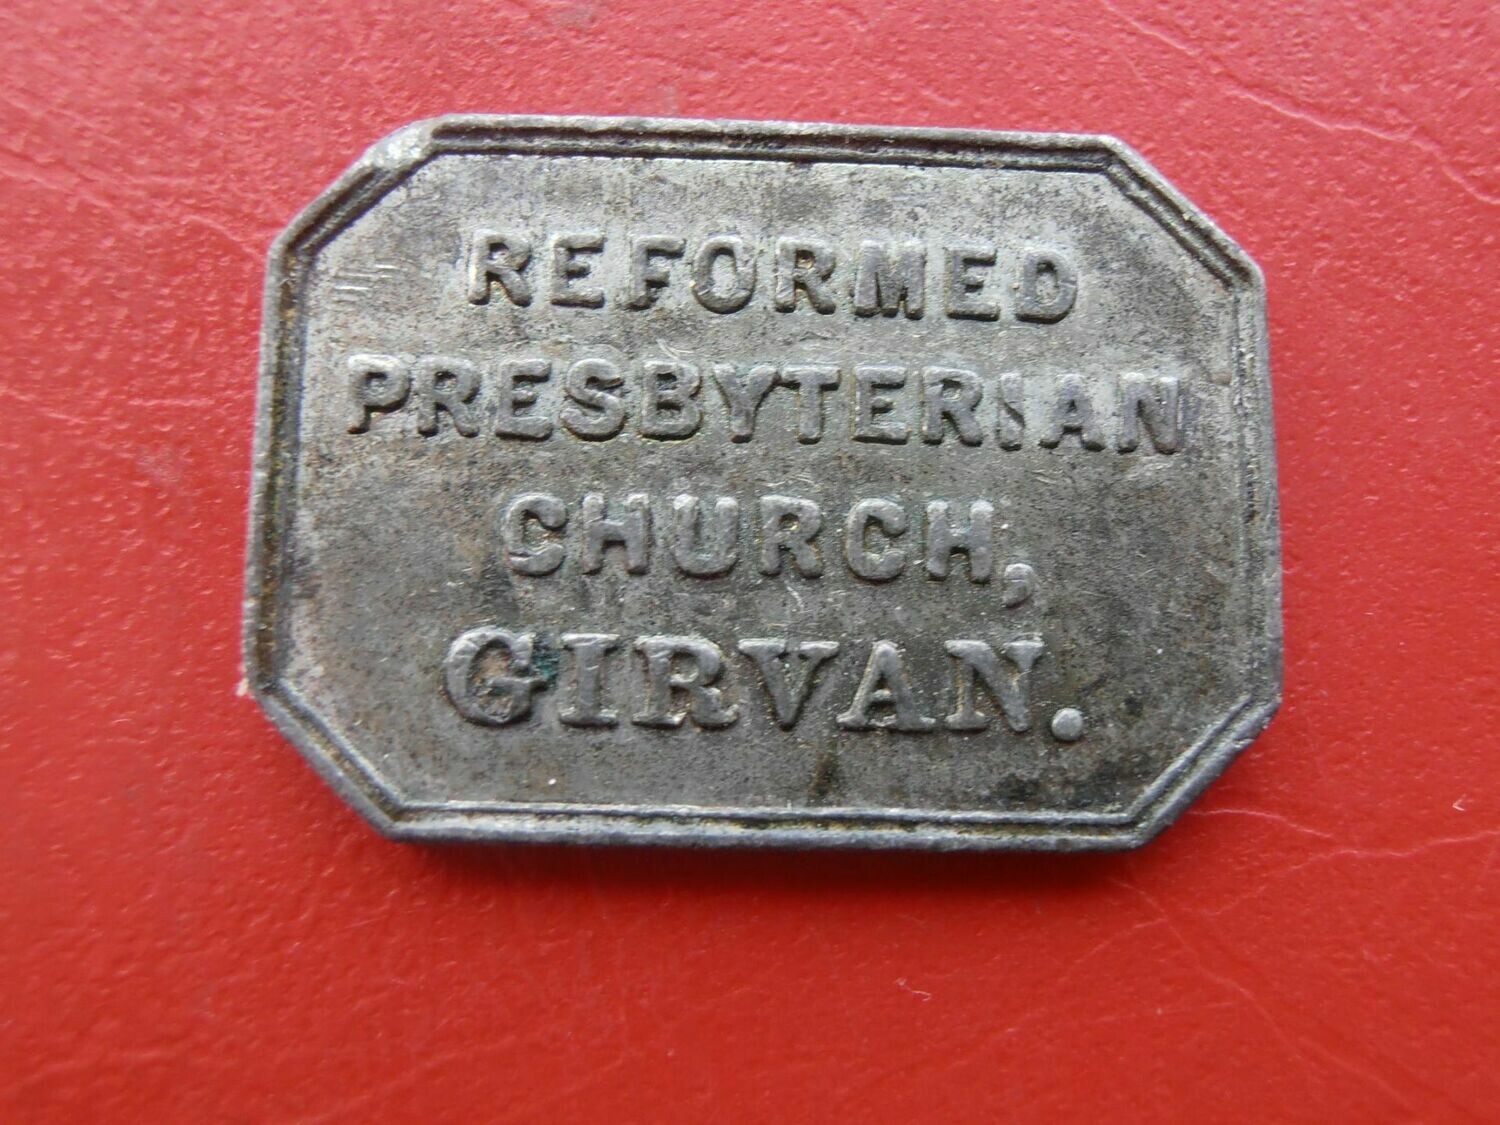 REFORMED
PRESBYTERIAN
CHURCH,
GIRVAN.